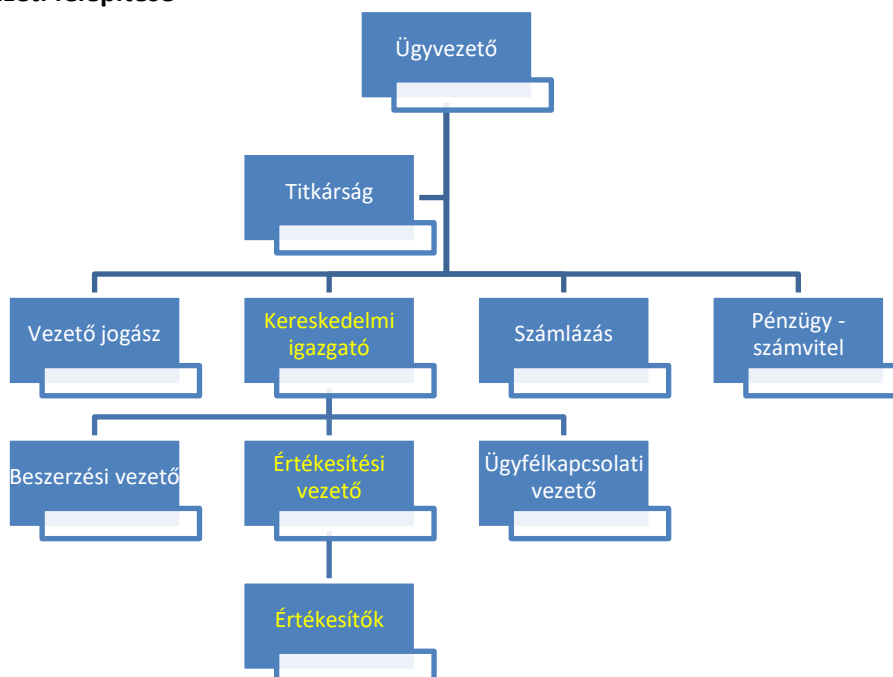 Ügyvezető
Titkárság
Vezető jogász
Kereskedelmi
igazgató
Számlázás
Pénzügy -
számvitel
Beszerzési vezető
Értékesítési
vezető
Ügyfélkapcsolati
vezető
Értékesítők